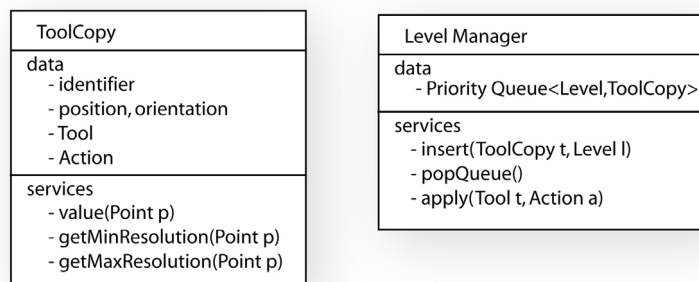 ToolCopy
data
- identifier
- position, orientation
- Tool
- Action
services
- value(Point p)
- getMinResolution(Point p)
- getMaxResolution(Point p)
Level Manager
data
- Priority Queue<Level,ToolCopy>
services
- insert(ToolCopy t, Level l)
- popQueue()
- apply(Tool t, Action a)